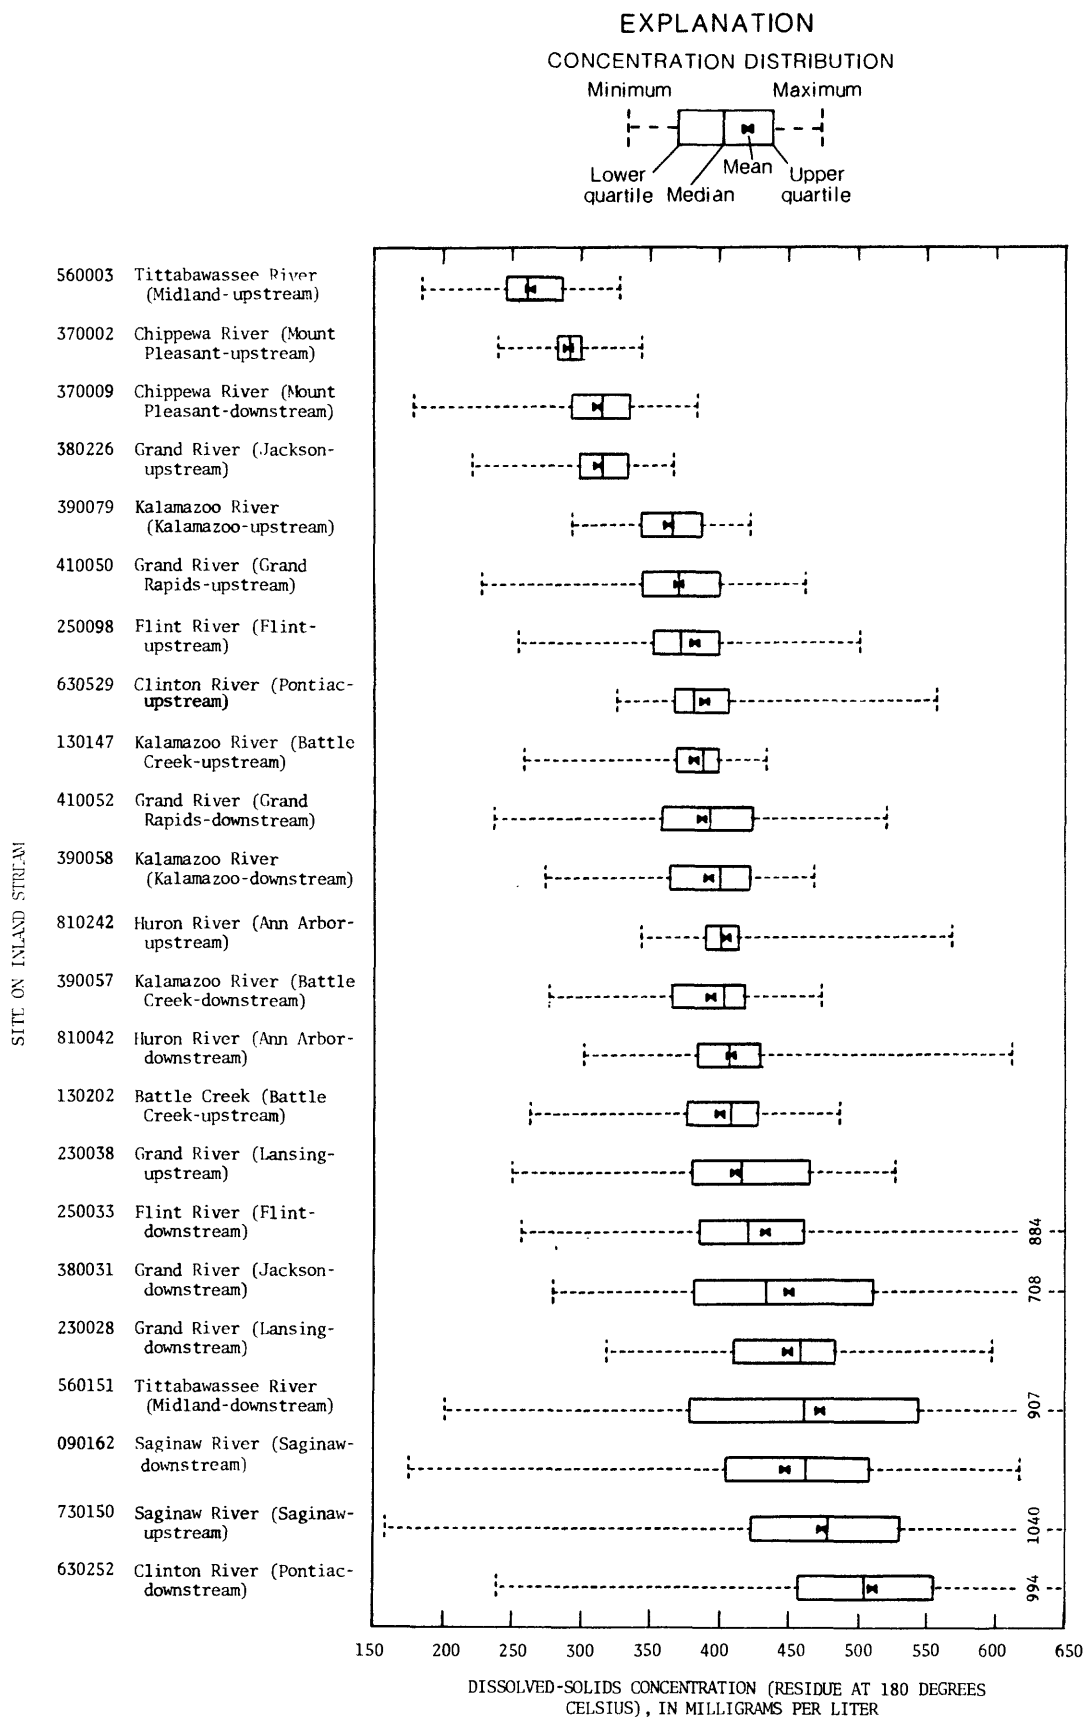 EXPLANATION
CONCENTRATION DISTRIBUTION
Minimum Maximum
Mean
Lower quartile
Median
Upper quartile
SITE ON INLAND STREAM
560003 Tittabawassee River
(Midland-upstream)
370002 Chippewa River (Mount
Pleasant-upstream)
370009 Chippewa River (Mount
Pleasant-downstream)
380226 Grand River (Jackson-
upstream)
390079 Kalamazoo River
(Kalamazoo-upstream)
410050 Grand River (Grand
Rapids-upstream)
250098 Flint River (Flint-
upstream)
630529 Clinton River (Pontiac-
upstream)
130147 Kalamazoo River (Battle
Creek-upstream)
410052 Grand River (Grand
Rapids-downstream)
390058 Kalamazoo River
(Kalamazoo-downstream)
810242 Huron River (Ann Arbor-
upstream)
390057 Kalamazoo River (Battle
Creek-downstream)
810042 Huron River (Ann Arbor-
downstream)
130202 Battle Creek (Battle
Creek-upstream)
230038 Grand River (Lansing-
upstream)
250033 Flint River (Flint-
downstream)
884
380031 Grand River (Jackson-
downstream)
708
230028 Grand River (Lansing-
downstream)
560151 Tittabawassee River
(Midland-downstream)
907
090162 Saginaw River (Saginaw-
downstream)
730150 Saginaw River (Saginaw-
upstream)
1040
630252 Clinton River (Pontiac-
downstream)
994
150 200 250 300 350 400 450 500 550 600 650
DISSOLVED-SOLIDS CONCENTRATION (RESIDUE AT 180 DEGREES
CELSIUS), IN MILLIGRAMS PER LITER